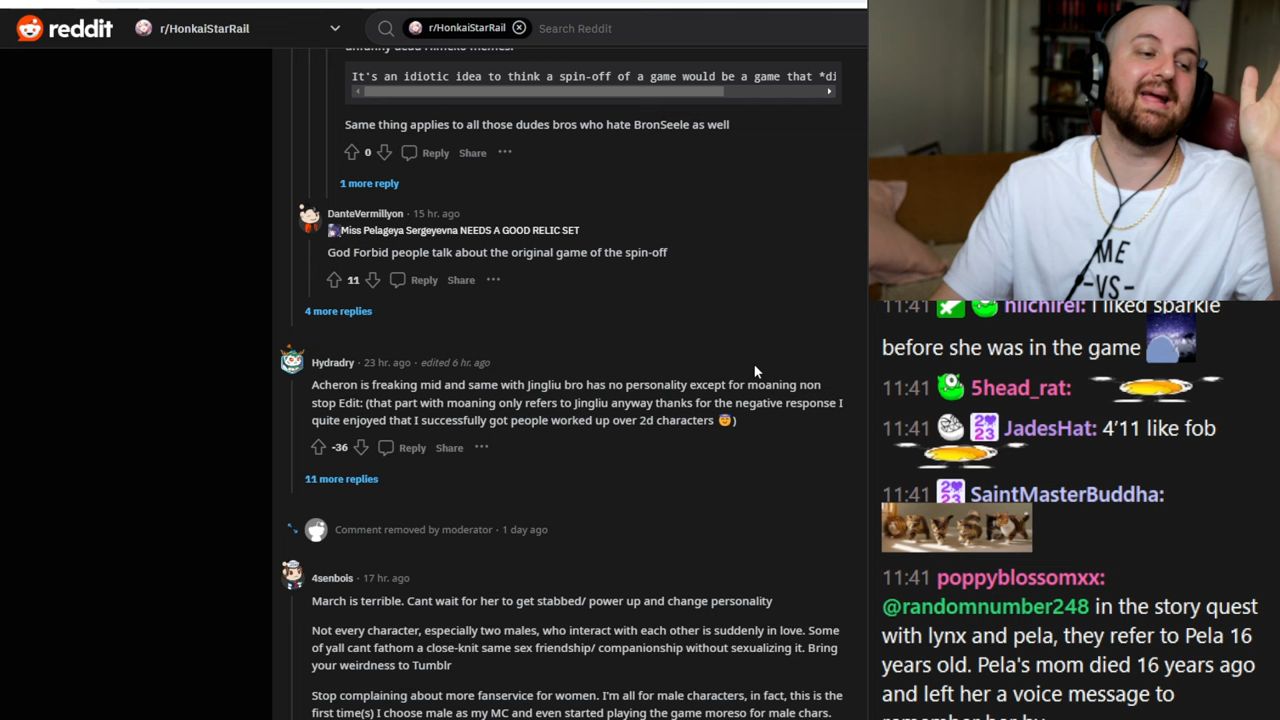 reddit
r/HonkaiStarRail
r/HonkaiStarRail
Search Reddit
It's an idiotic idea to think a spin-off of a game would be a game that *di
Same thing applies to all those dudes bros who hate BronSeele as well
0 Reply Share ...
1 more reply
DanteVermillyon · 15 hr. ago
Miss Pelageya Sergeyevna NEEDS A GOOD RELIC SET
God Forbid people talk about the original game of the spin-off
11 Reply Share ...
4 more replies
Hydradry · 23 hr. ago · edited 6 hr. ago
Acheron is freaking mid and same with Jingliu bro has no personality except for moaning non
stop Edit: (that part with moaning only refers to Jingliu anyway thanks for the negative response I
quite enjoyed that I successfully got people worked up over 2d characters 😇)
-36 Reply Share ...
11 more replies
Comment removed by moderator · 1 day ago
4senbois · 17 hr. ago
March is terrible. Cant wait for her to get stabbed/ power up and change personality
Not every character, especially two males, who interact with each other is suddenly in love. Some
of yall cant fathom a close-knit same sex friendship/ companionship without sexualizing it. Bring
your weirdness to Tumblr
Stop complaining about more fanservice for women. I'm all for male characters, in fact, this is the
first time(s) I choose male as my MC and even started playing the game moreso for male chars.
ME
-VS-
11:41 nichirei: I liked sparkle
before she was in the game
11:41 5head_rat:
11:41 2023 JadesHat: 4'11 like fob
11:41 2023 SaintMasterBuddha:
GAY SEX
11:41 poppyblossomxx:
@randomnumber248 in the story quest
with lynx and pela, they refer to Pela 16
years old. Pela's mom died 16 years ago
and left her a voice message to
remember her by